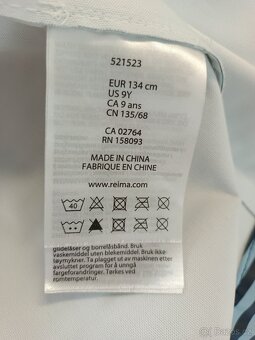 521523
EUR 134 cm
US 9Y
CA 9 ans
CN 135/68
CA 02764
RN 158093
MADE IN CHINA
FABRIQUE EN CHINE
www.reima.com
40
glidelåser og borrelåsbånd. Bruk
vaskemiddel uten blekemiddel. Ikke
tøymykner. Ta plagget ut av maskinen etter
avsluttet program for å unngå
fargeforandringer. Tørkes ved
romtemperatur.